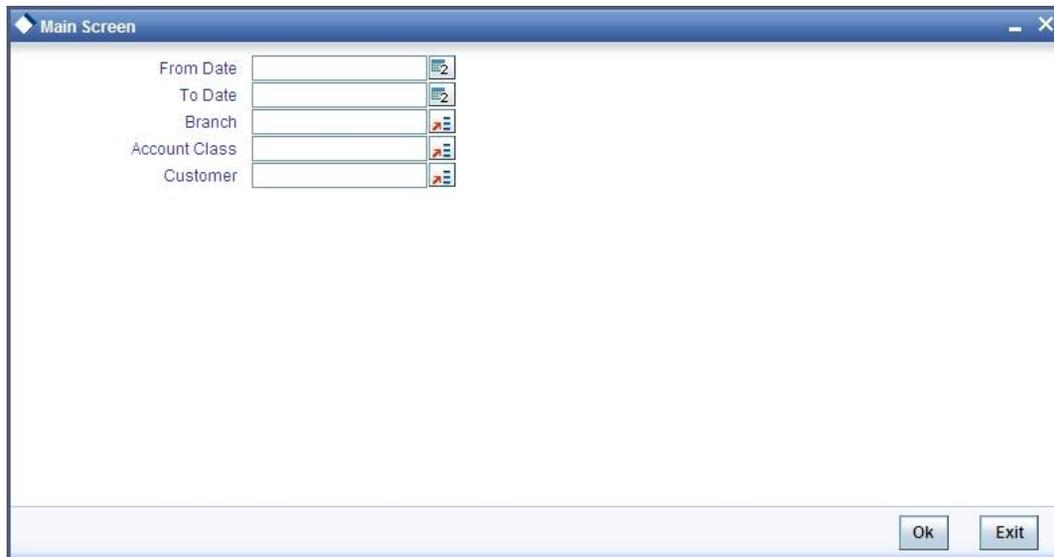 Main Screen
From Date
To Date
Branch
Account Class
Customer
Ok Exit